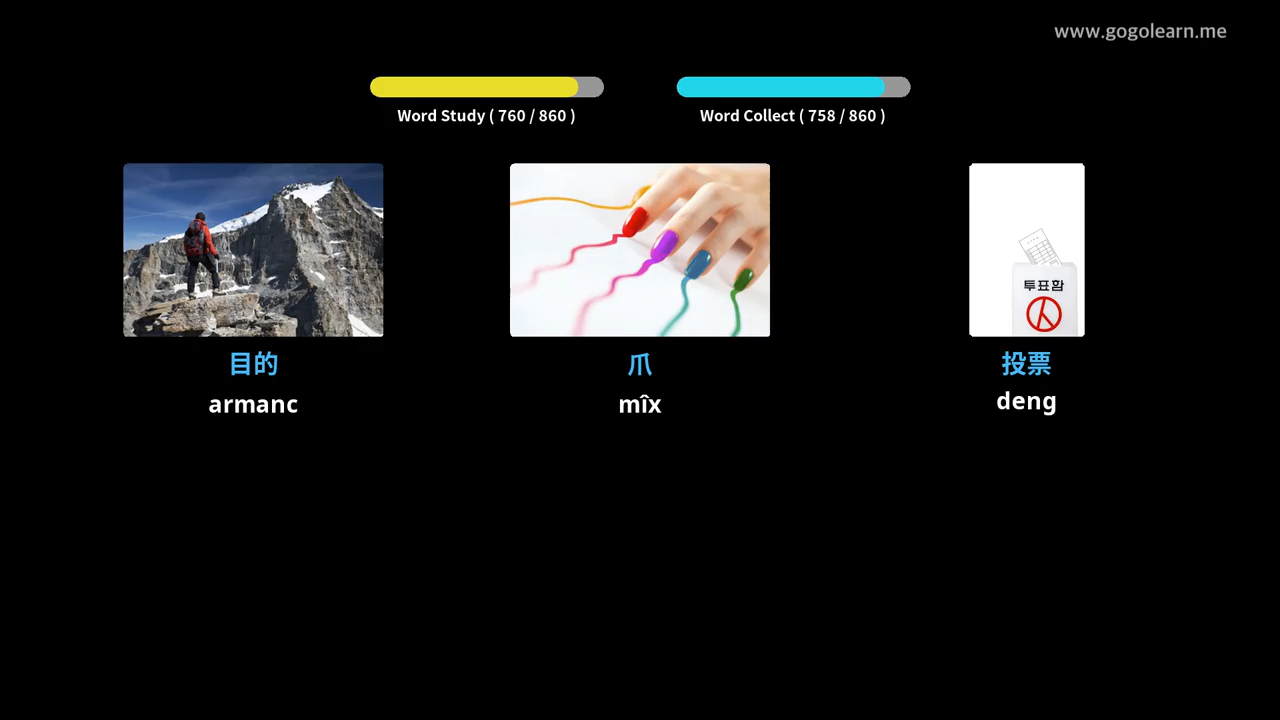 www.gogolearn.me
Word Study ( 760 / 860 )
Word Collect ( 758 / 860 )
투표함
目的
爪
投票
armanc
mîx
deng